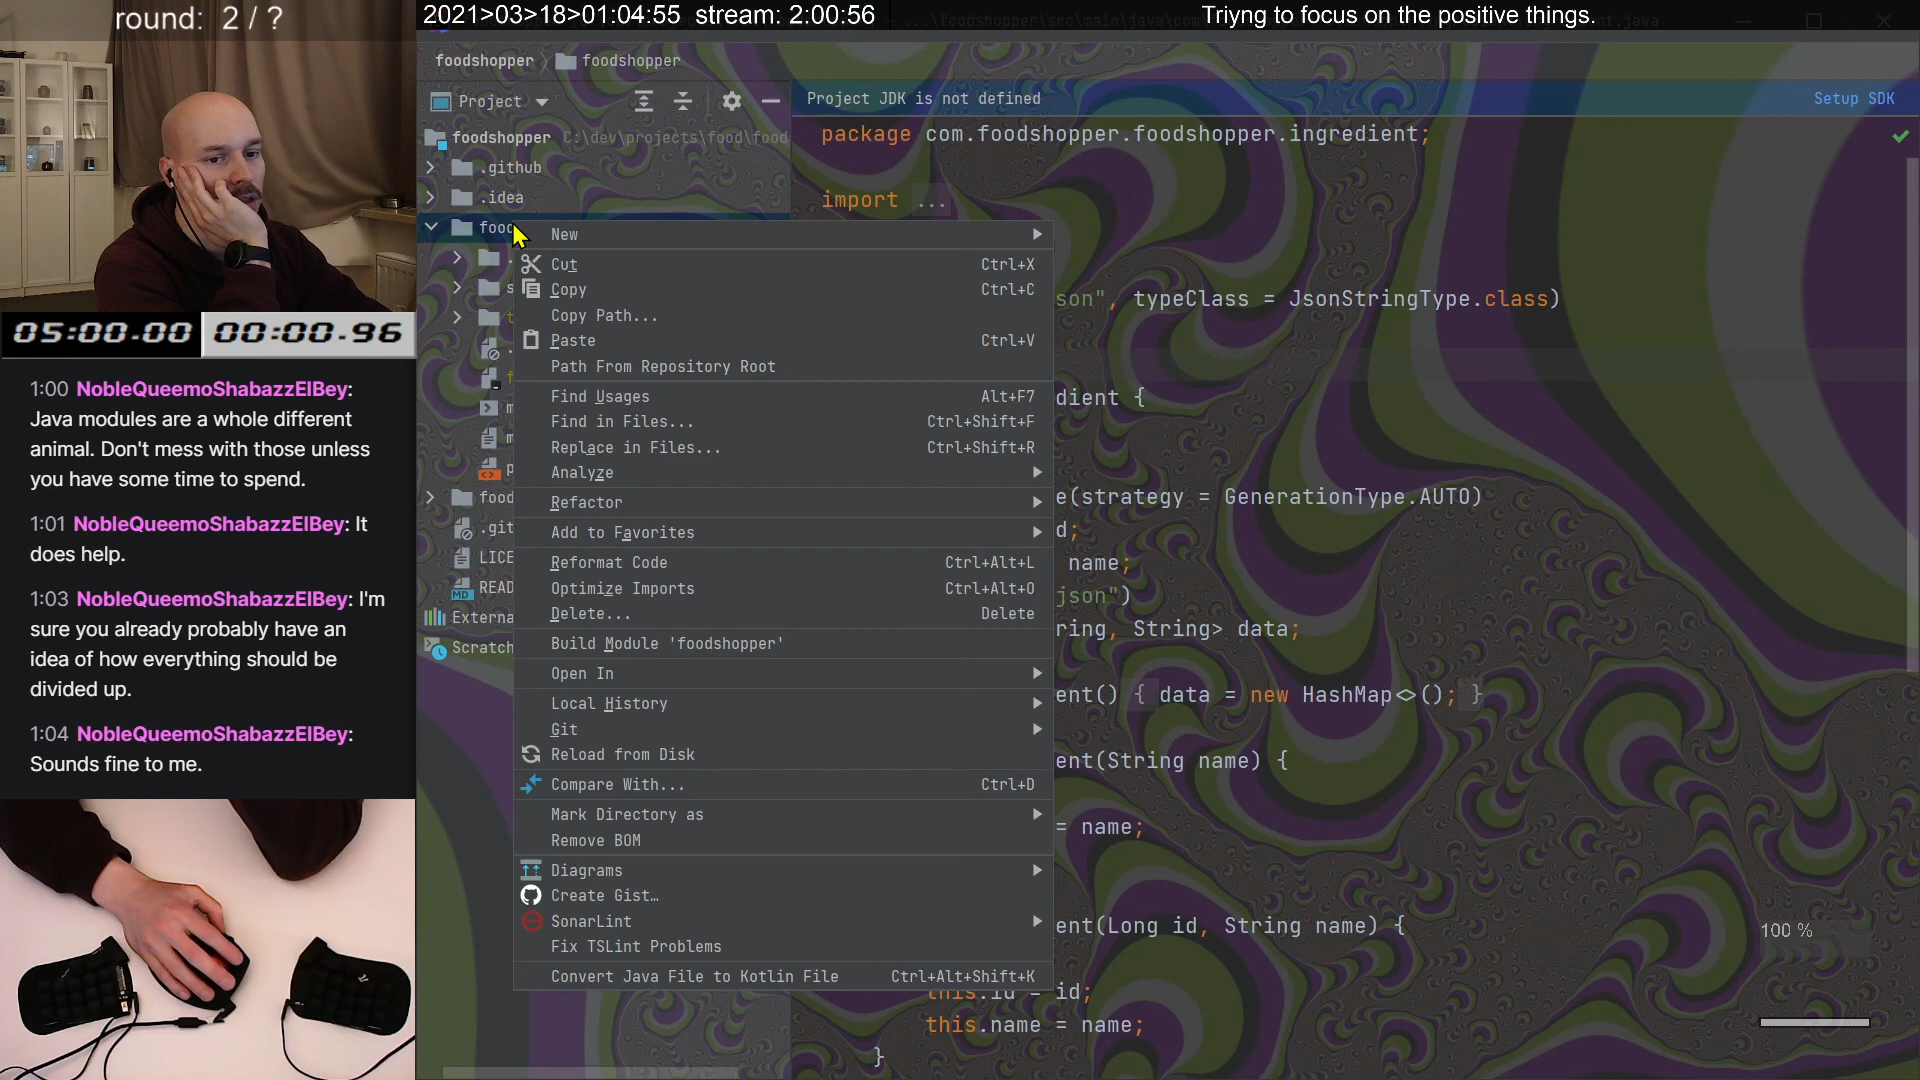 round: 2 / ?
2021>03>18>01:04:55 stream: 2:00:56
Triyng to focus on the positive things.
foodshopper
foodshopper
Project
foodshopper C:\dev\projects\food\food
.github
.idea
Project JDK is not defined
Setup SDK
package com.foodshopper.foodshopper.ingredient;
import ...
New
Cut Ctrl+X
Copy Ctrl+C
Copy Path...
Paste Ctrl+V
Path From Repository Root
Find Usages Alt+F7
Find in Files... Ctrl+Shift+F
Replace in Files... Ctrl+Shift+R
Analyze
Refactor
Add to Favorites
Reformat Code Ctrl+Alt+L
Optimize Imports Ctrl+Alt+O
Delete... Delete
Build Module 'foodshopper'
Open In
Local History
Git
Reload from Disk
Compare With... Ctrl+D
Mark Directory as
Remove BOM
Diagrams
Create Gist...
SonarLint
Fix TSLint Problems
Convert Java File to Kotlin File Ctrl+Alt+Shift+K
food
.git
LICE
READ
Externa
Scratch
son", typeClass = JsonStringType.class)
dient {
e(strategy = GenerationType.AUTO)
d;
name;
json")
ring, String> data;
ent() { data = new HashMap<>(); }
ent(String name) {
= name;
ent(Long id, String name) {
this.id = id;
this.name = name;
}
100 %
05:00.00 00:00.96
1:00 NobleQueemoShabazzElBey:
Java modules are a whole different
animal. Don't mess with those unless
you have some time to spend.
1:01 NobleQueemoShabazzElBey: It
does help.
1:03 NobleQueemoShabazzElBey: I'm
sure you already probably have an
idea of how everything should be
divided up.
1:04 NobleQueemoShabazzElBey:
Sounds fine to me.